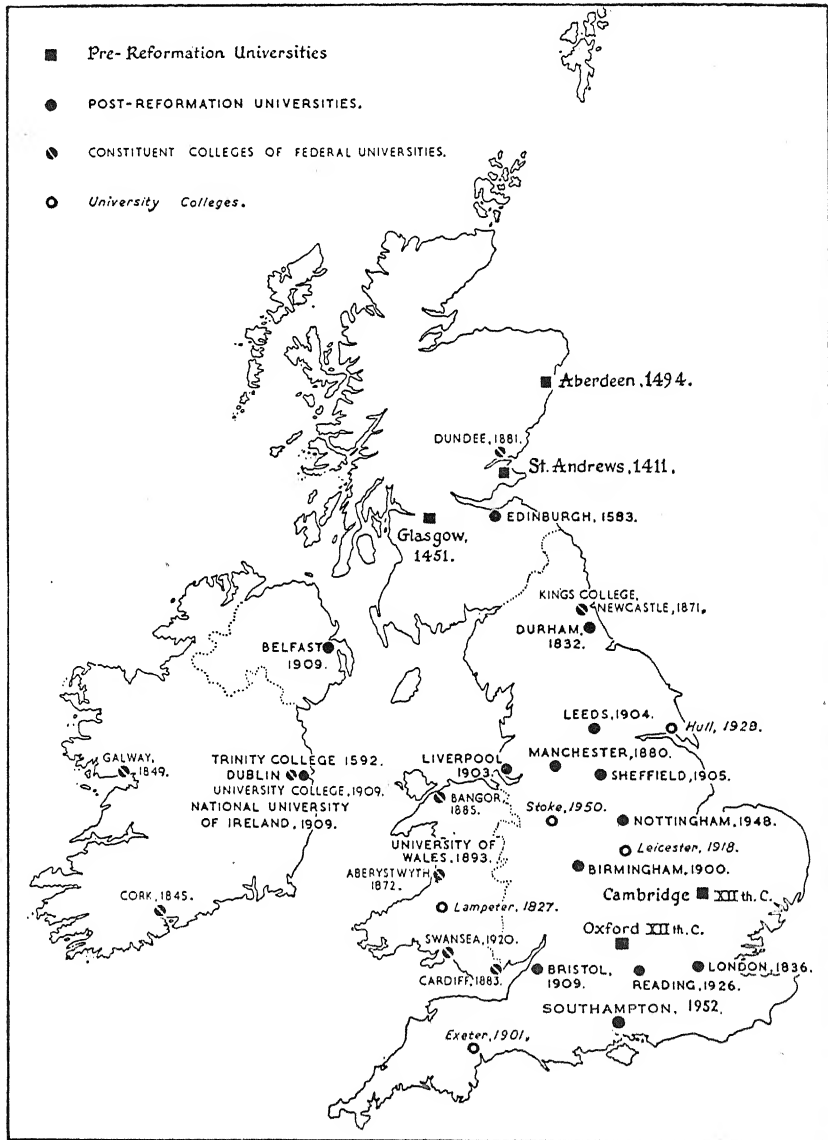 Pre-Reformation Universities
POST-REFORMATION UNIVERSITIES.
CONSTITUENT COLLEGES OF FEDERAL UNIVERSITIES.
University Colleges.
Aberdeen, 1494.
DUNDEE, 1881.
St. Andrews, 1411.
EDINBURGH, 1583.
Glasgow,
1451.
KINGS COLLEGE,
NEWCASTLE, 1871.
DURHAM,
1832.
BELFAST
1909.
LEEDS, 1904.
Hull, 1928.
GALWAY,
1849.
TRINITY COLLEGE 1592.
DUBLIN
UNIVERSITY COLLEGE, 1909.
NATIONAL UNIVERSITY
OF IRELAND, 1909.
LIVERPOOL
1903.
MANCHESTER, 1880.
SHEFFIELD, 1905.
BANGOR,
1885.
Stoke, 1950.
NOTTINGHAM, 1948.
UNIVERSITY OF
WALES, 1893.
Leicester, 1918.
ABERYSTWYTH
1872.
BIRMINGHAM, 1900.
CORK, 1845.
Lampeter, 1827.
Cambridge XII th. C.
Oxford XII th. C.
SWANSEA, 1920.
CARDIFF, 1883.
BRISTOL,
1909.
READING, 1926.
LONDON, 1836.
SOUTHAMPTON, 1952.
Exeter, 1901.